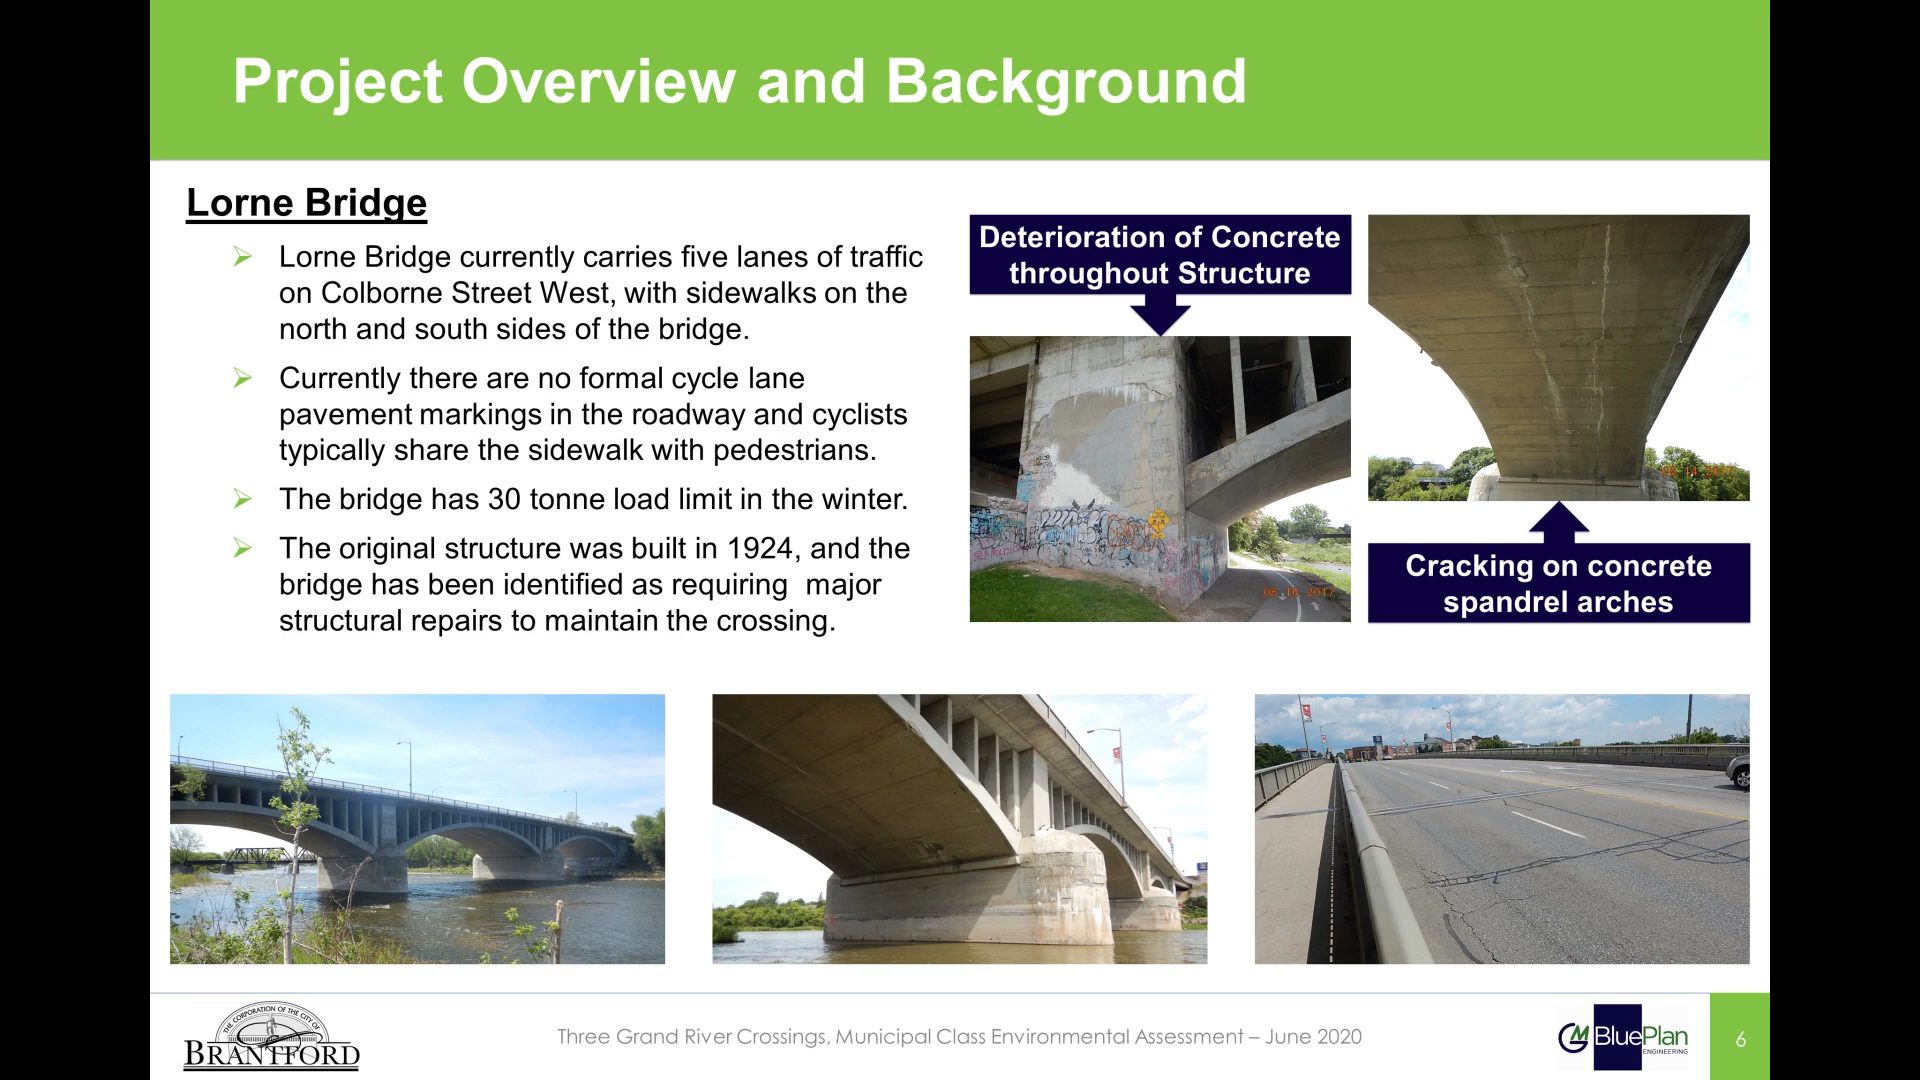 Project Overview and Background
Lorne Bridge
Lorne Bridge currently carries five lanes of traffic
on Colborne Street West, with sidewalks on the
north and south sides of the bridge.
Currently there are no formal cycle lane
pavement markings in the roadway and cyclists
typically share the sidewalk with pedestrians.
The bridge has 30 tonne load limit in the winter.
The original structure was built in 1924, and the
bridge has been identified as requiring  major
structural repairs to maintain the crossing.
Deterioration of Concrete
throughout Structure
08 16 2017
Cracking on concrete
spandrel arches
THE CORPORATION OF THE CITY OF
BRANTFORD
Three Grand River Crossings, Municipal Class Environmental Assessment – June 2020
GM BluePlan
ENGINEERING
6